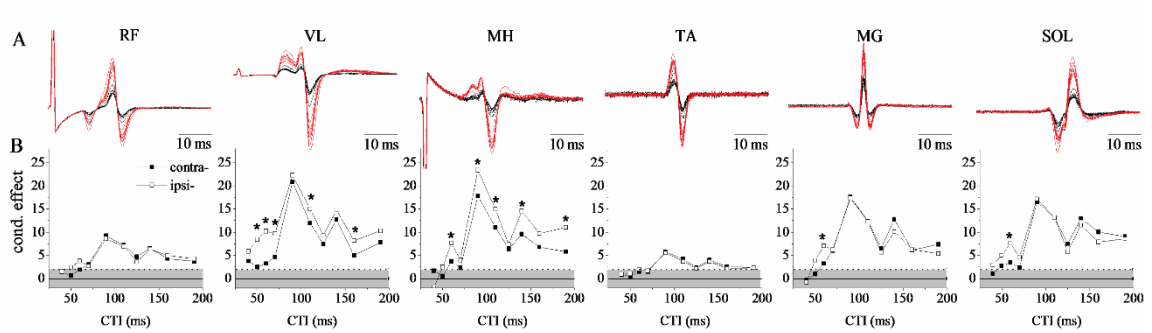 A RF VL MH TA MG SOL
10 ms 10 ms 10 ms 10 ms 10 ms 10 ms
B
cond. effect
25 25 25 25 25 25
20 20 20 20 20 20
15 15 15 15 15 15
10 10 10 10 10 10
5 5 5 5 5 5
0 0 0 0 0 0
contra-
ipsi-
* * * * *
* * * * *
*
*
50 100 150 200 50 100 150 200 50 100 150 200 50 100 150 200 50 100 150 200 50 100 150 200
CTI (ms) CTI (ms) CTI (ms) CTI (ms) CTI (ms) CTI (ms)